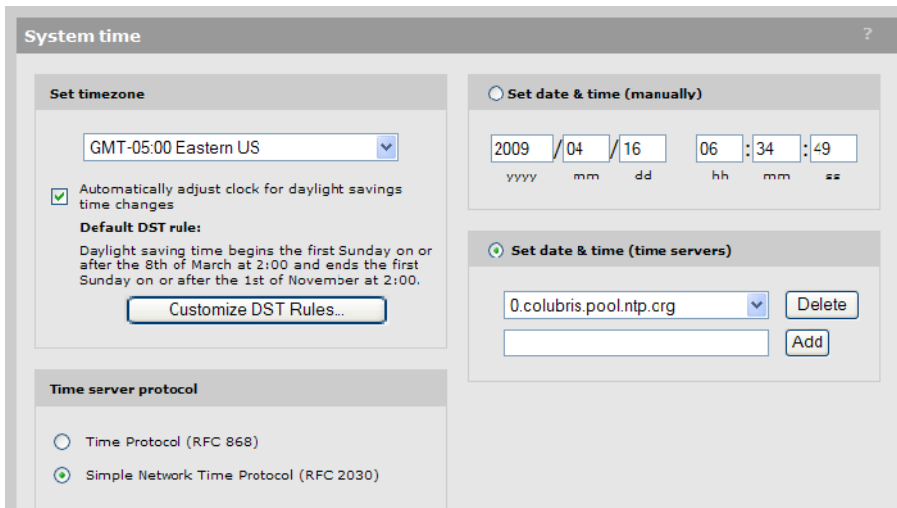 System time ?
Set timezone
GMT-05:00 Eastern US
Automatically adjust clock for daylight savings
time changes
Default DST rule:
Daylight saving time begins the first Sunday on or
after the 8th of March at 2:00 and ends the first
Sunday on or after the 1st of November at 2:00.
Customize DST Rules...
Time server protocol
Time Protocol (RFC 868)
Simple Network Time Protocol (RFC 2030)
Set date & time (manually)
2009 / 04 / 16 06 : 34 : 49
yyyy mm dd hh mm ss
Set date & time (time servers)
0.colubris.pool.ntp.crg Delete
Add